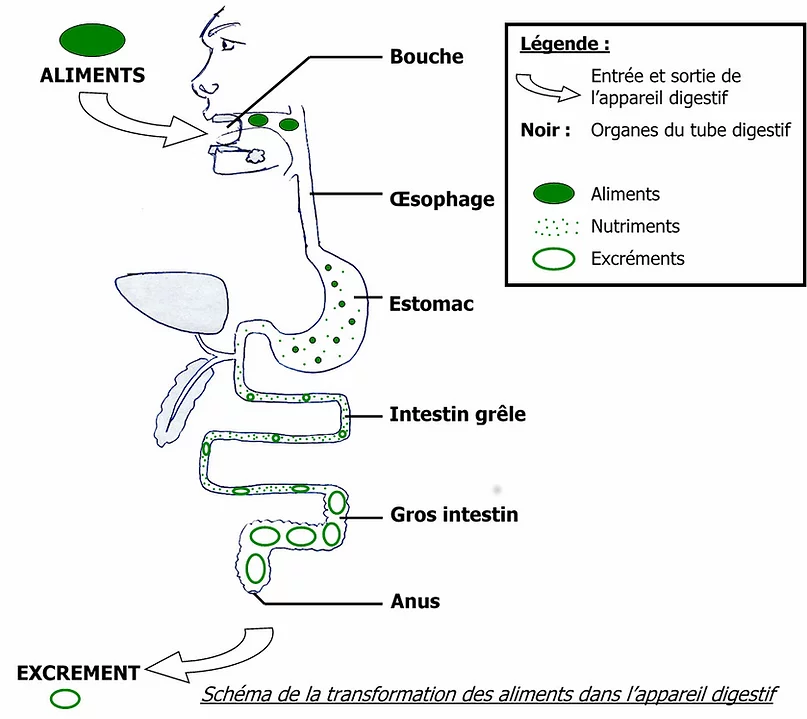 ALIMENTS
Bouche
Œsophage
Estomac
Intestin grêle
Gros intestin
Anus
EXCREMENT
Légende :
Entrée et sortie de
l'appareil digestif
Noir : Organes du tube digestif
Aliments
Nutriments
Excréments
Schéma de la transformation des aliments dans l'appareil digestif